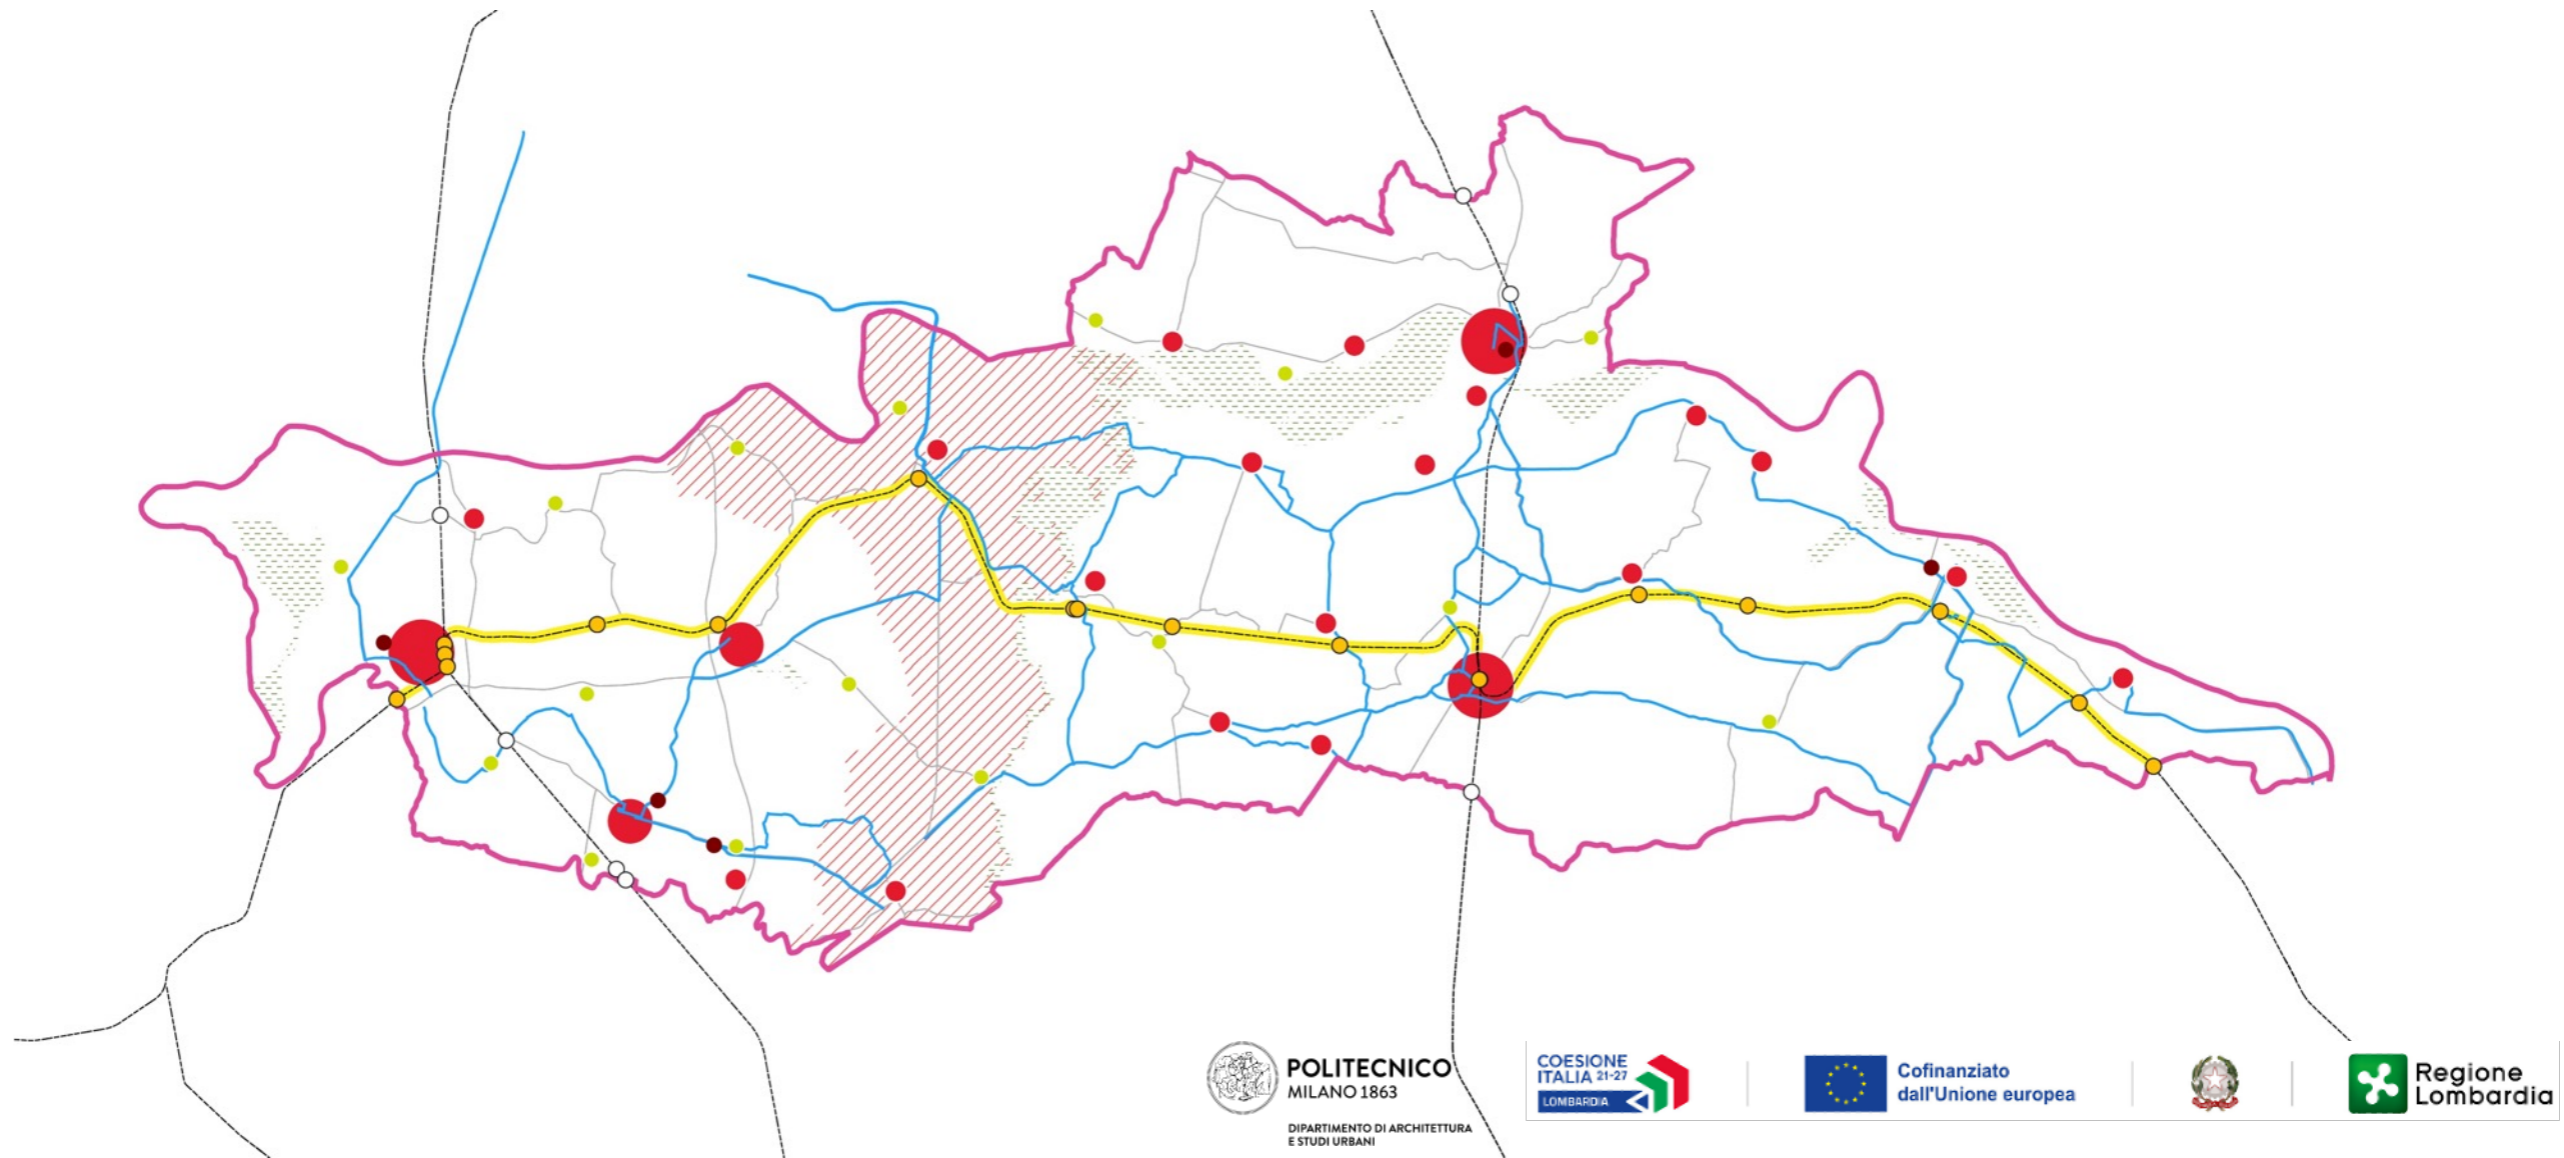 POLITECNICO
MILANO 1863
DIPARTIMENTO DI ARCHITETTURA
E STUDI URBANI
COESIONE
ITALIA 21-27
LOMBARDIA
Cofinanziato
dall'Unione europea
Regione
Lombardia